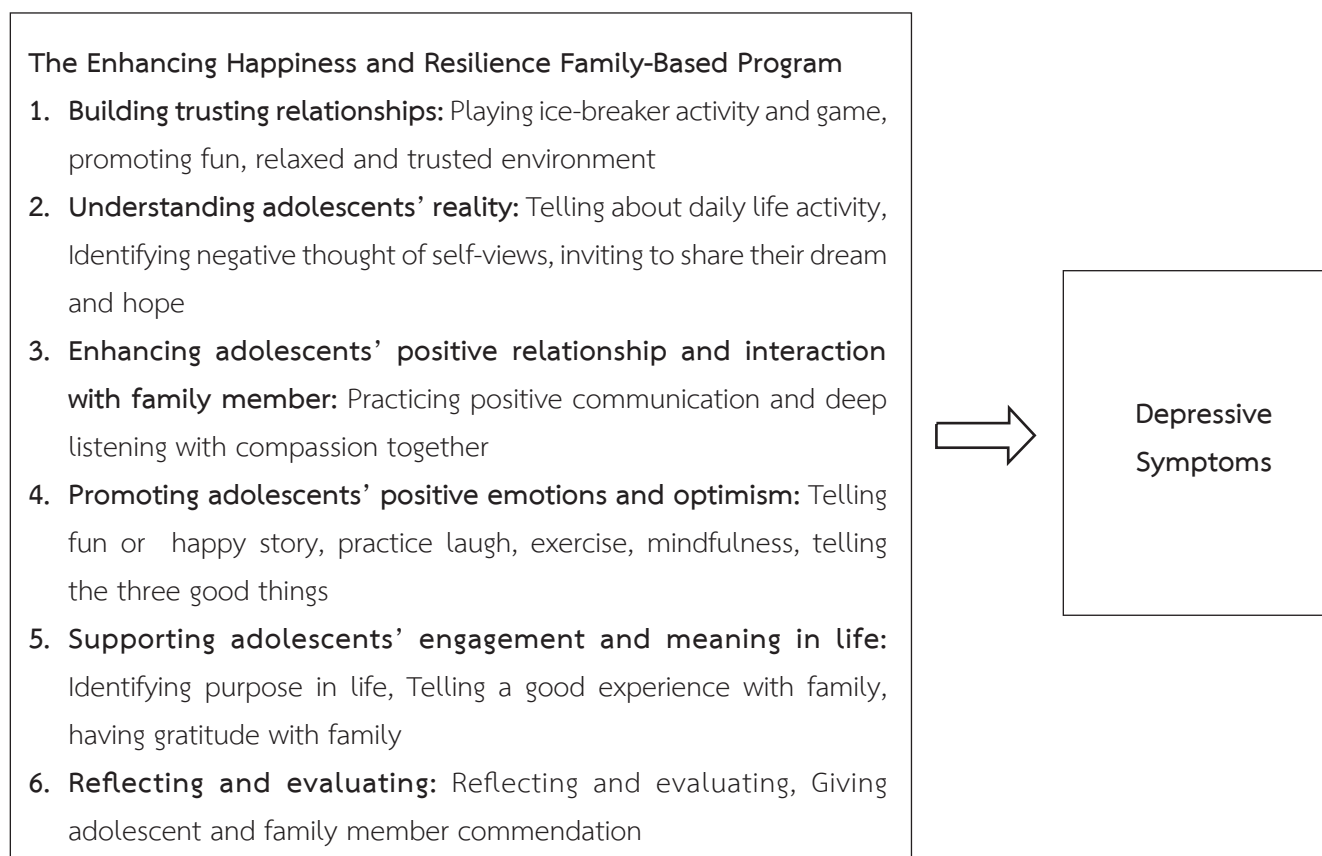 The Enhancing Happiness and Resilience Family-Based Program
1. Building trusting relationships: Playing ice-breaker activity and game,
promoting fun, relaxed and trusted environment
2. Understanding adolescents’ reality: Telling about daily life activity,
Identifying negative thought of self-views, inviting to share their dream
and hope
3. Enhancing adolescents’ positive relationship and interaction
with family member: Practicing positive communication and deep
listening with compassion together
4. Promoting adolescents’ positive emotions and optimism: Telling
fun or happy story, practice laugh, exercise, mindfulness, telling
the three good things
5. Supporting adolescents’ engagement and meaning in life:
Identifying purpose in life, Telling a good experience with family,
having gratitude with family
6. Reflecting and evaluating: Reflecting and evaluating, Giving
adolescent and family member commendation
Depressive
Symptoms